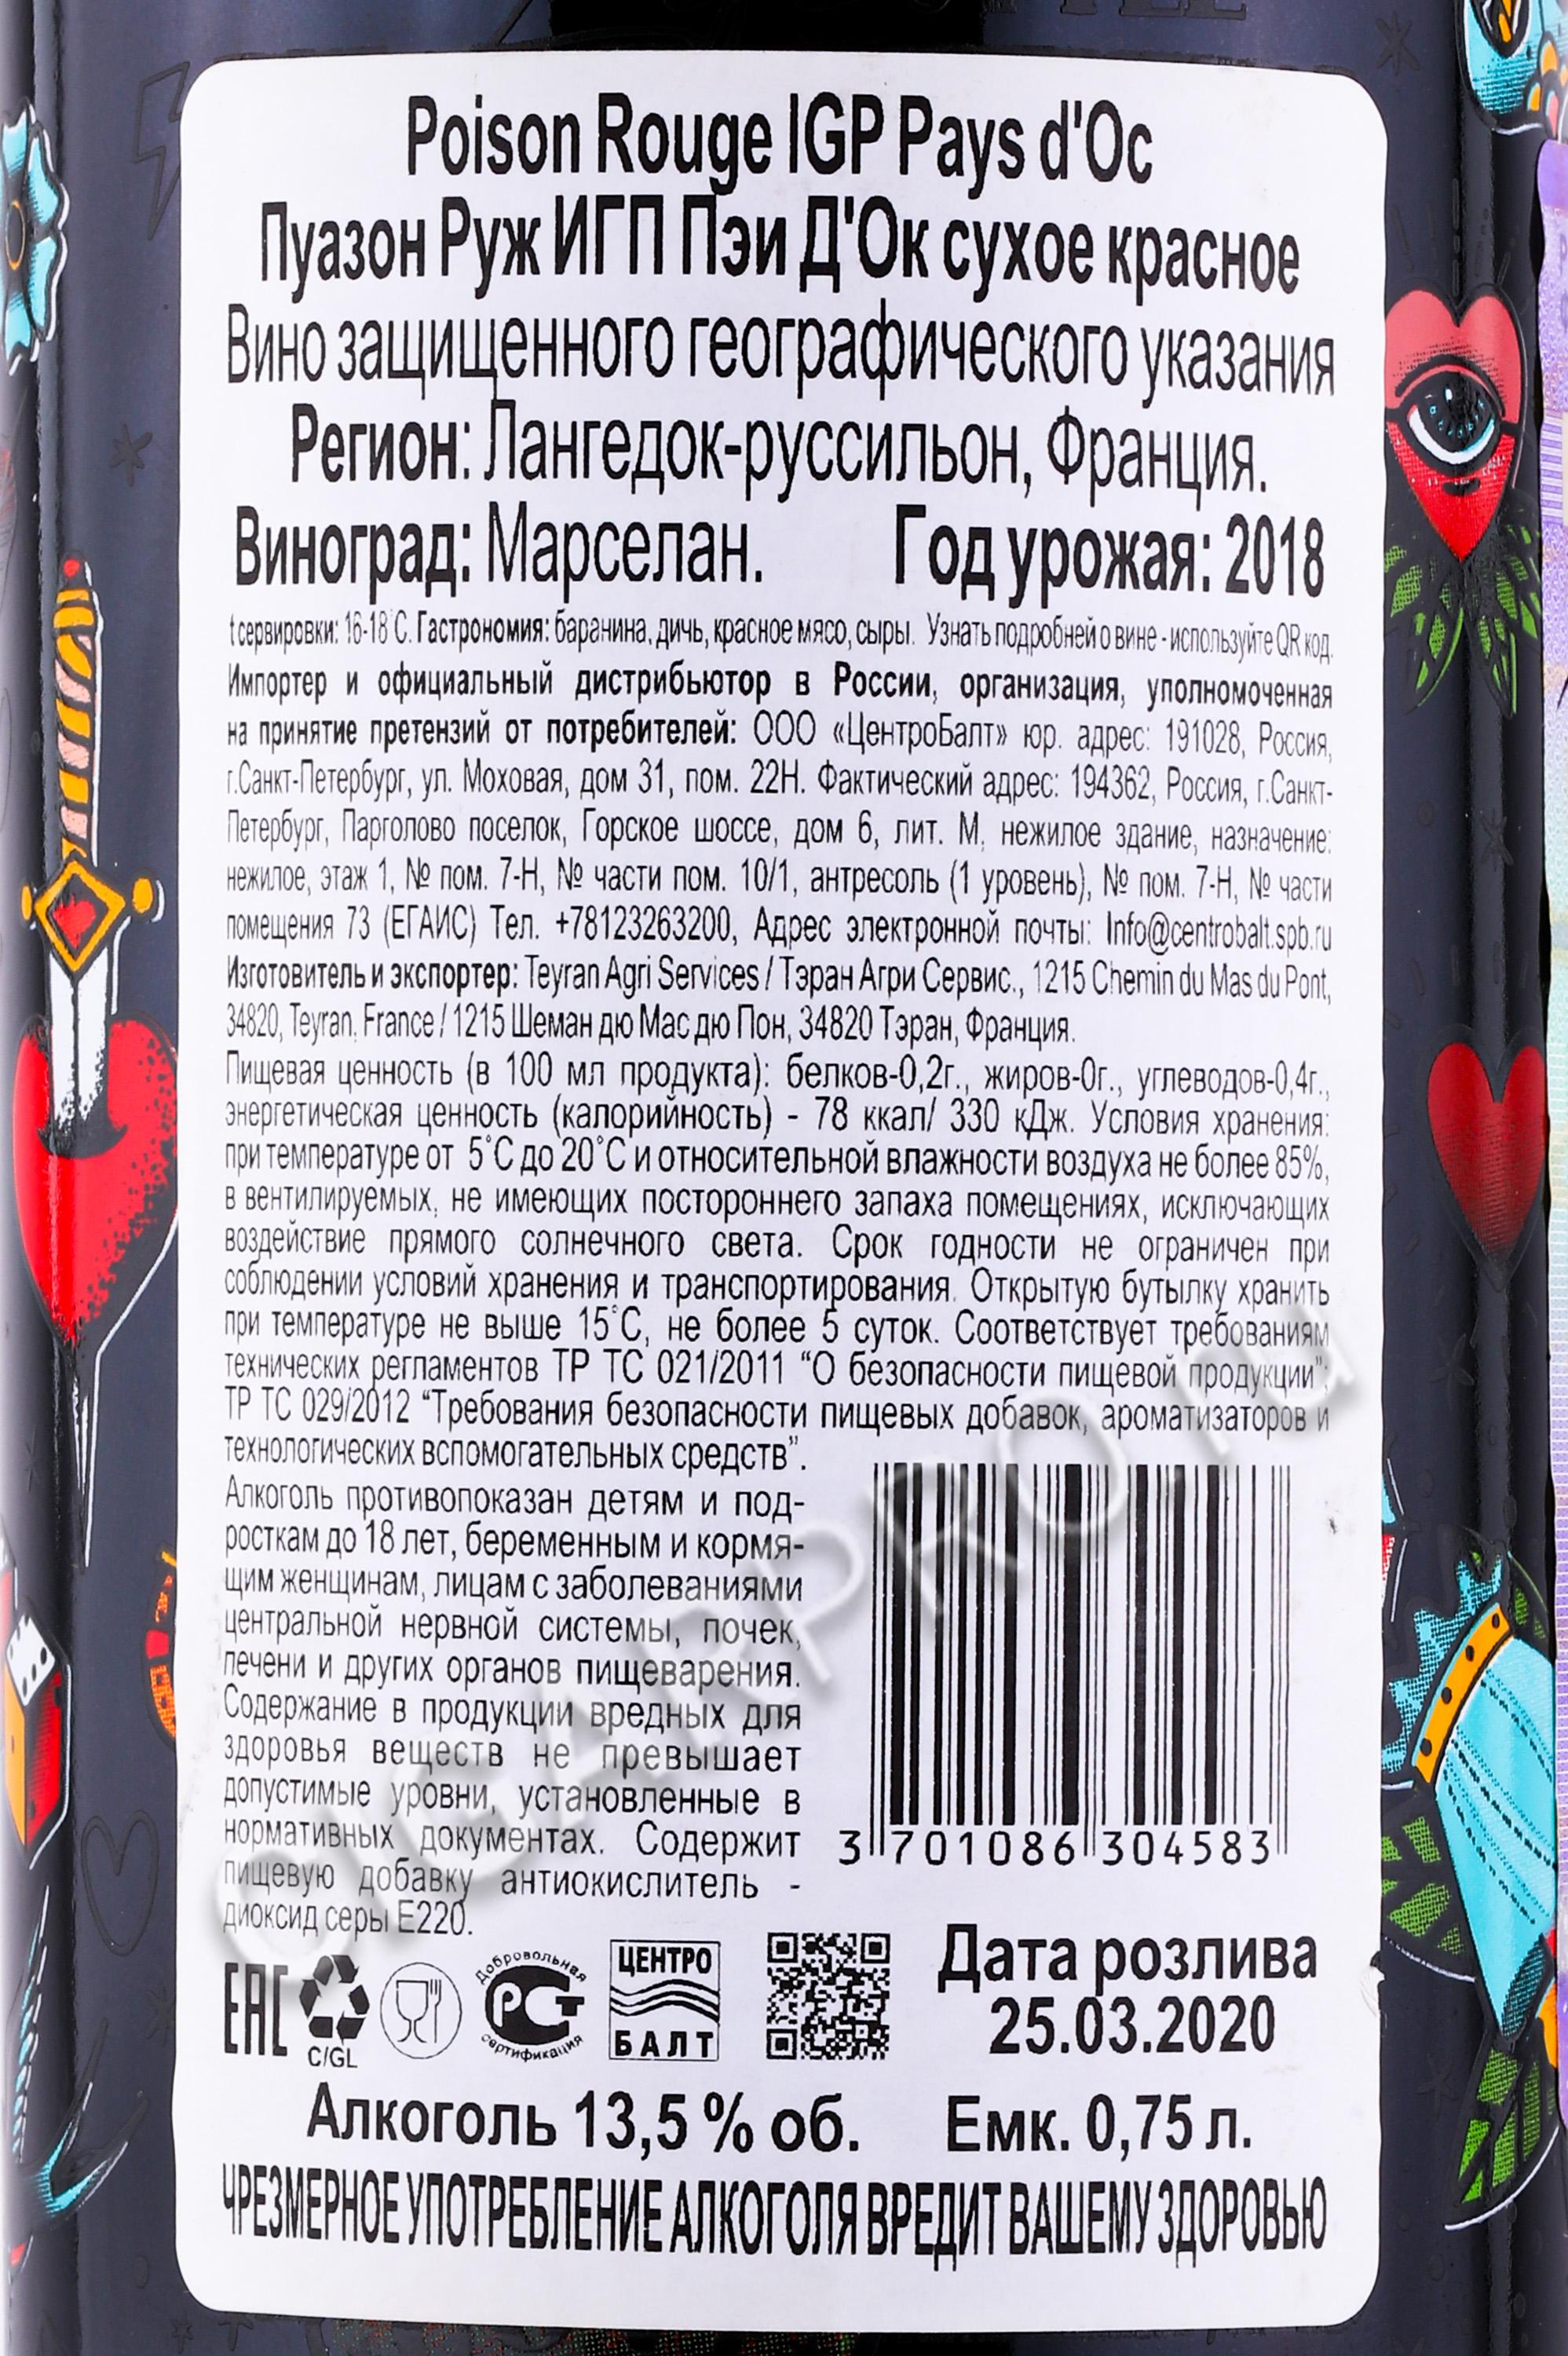 Poison Rouge IGP Pays d'Oc
Пуазон Руж ИГП Пэи Д'Ок сухое красное
Вино защищенного географического указания
Регион: Лангедок-руссильон, Франция.
Виноград: Марселан. Год урожая: 2018
t сервировки: 16-18°С. Гастрономия: баранина, дичь, красное мясо, сыры. Узнать подробней о вине - используйте QR код.
Импортер и официальный дистрибьютор в России, организация, уполномоченная
на принятие претензий от потребителей: ООО «ЦентроБалт» юр. адрес: 191028, Россия,
г.Санкт-Петербург, ул. Моховая, дом 31, пом. 22Н. Фактический адрес: 194362, Россия, г.Санкт-
Петербург, Парголово поселок, Горское шоссе, дом 6, лит. М, нежилое здание, назначение:
нежилое, этаж 1, № пом. 7-Н, № части пом. 10/1, антресоль (1 уровень), № пом. 7-Н, № части
помещения 73 (ЕГАИС) Тел. +78123263200, Адрес электронной почты: Info@centrobalt.spb.ru
Изготовитель и экспортер: Teyran Agri Services / Тэран Агри Сервис., 1215 Chemin du Mas du Pont,
34820, Teyran, France / 1215 Шеман дю Мас дю Пон, 34820 Тэран, Франция.
Пищевая ценность (в 100 мл продукта): белков-0,2г., жиров-0г., углеводов-0,4г.,
энергетическая ценность (калорийность) - 78 ккал/ 330 кДж. Условия хранения:
при температуре от 5°С до 20°С и относительной влажности воздуха не более 85%,
в вентилируемых, не имеющих постороннего запаха помещениях, исключающих
воздействие прямого солнечного света. Срок годности не ограничен при
соблюдении условий хранения и транспортирования. Открытую бутылку хранить
при температуре не выше 15°С, не более 5 суток. Соответствует требованиям
технических регламентов ТР ТС 021/2011 “О безопасности пищевой продукции”;
ТР ТС 029/2012 “Требования безопасности пищевых добавок, ароматизаторов и
технологических вспомогательных средств”.
Алкоголь противопоказан детям и под-
росткам до 18 лет, беременным и кормя-
щим женщинам, лицам с заболеваниями
центральной нервной системы, почек,
печени и других органов пищеварения.
Содержание в продукции вредных для
здоровья веществ не превышает
допустимые уровни, установленные в
нормативных документах. Содержит
пищевую добавку антиокислитель -
диоксид серы Е220.
3 701086 304583
EAC
C/GL
Добровольная
РСТ
сертификация
ЦЕНТРО
БАЛТ
Дата розлива
25.03.2020
Алкоголь 13,5 % об. Емк. 0,75 л.
ЧРЕЗМЕРНОЕ УПОТРЕБЛЕНИЕ АЛКОГОЛЯ ВРЕДИТ ВАШЕМУ ЗДОРОВЬЮ
CIGARPRO.ru